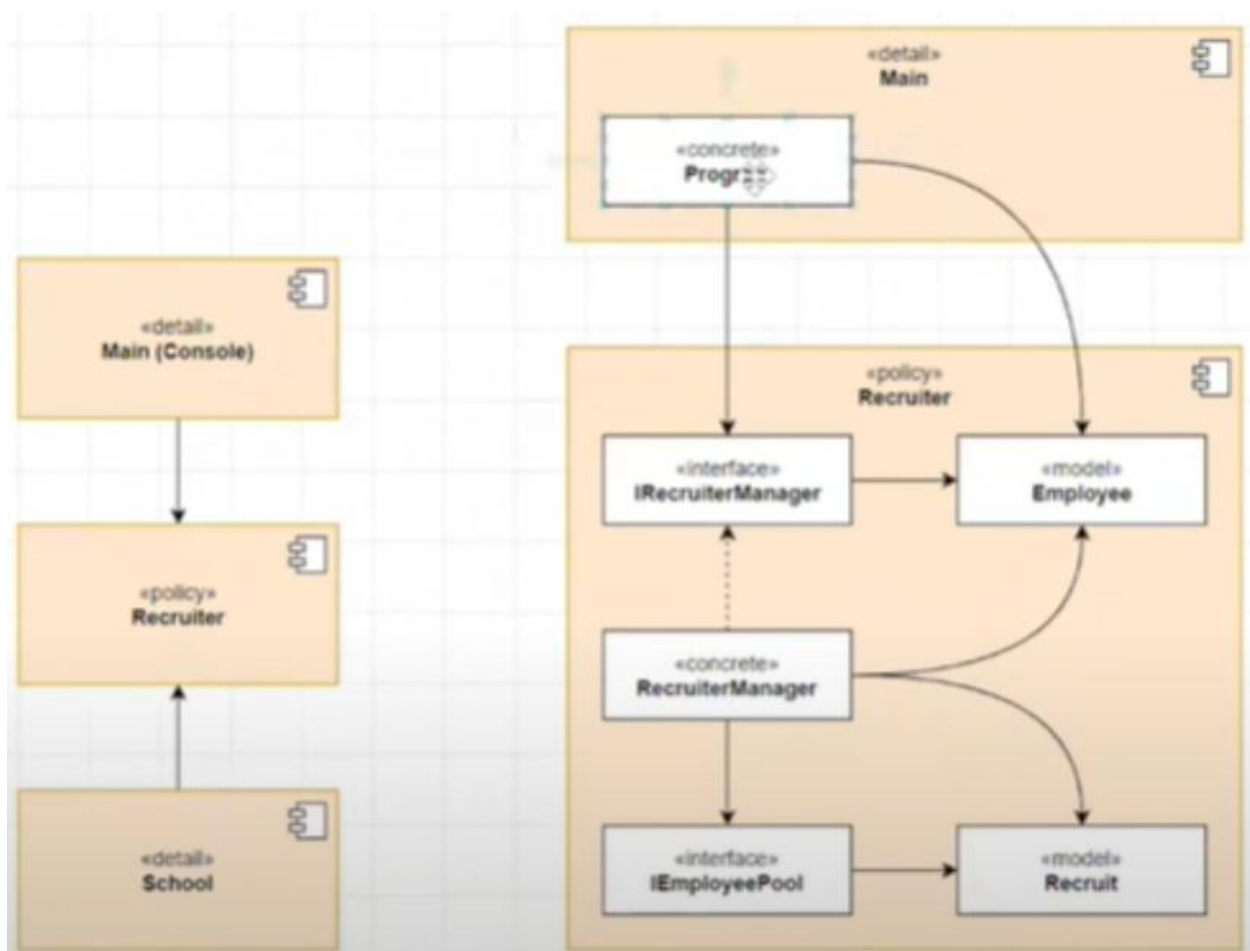 «detail»
Main (Console)
«policy»
Recruiter
«detail»
School
«detail»
Main
«concrete»
«policy»
Recruiter
«interface»
IRecruiterManager
«model»
Employee
«concrete»
RecruiterManager
«interface»
IEmployeePool
«model»
Recruit